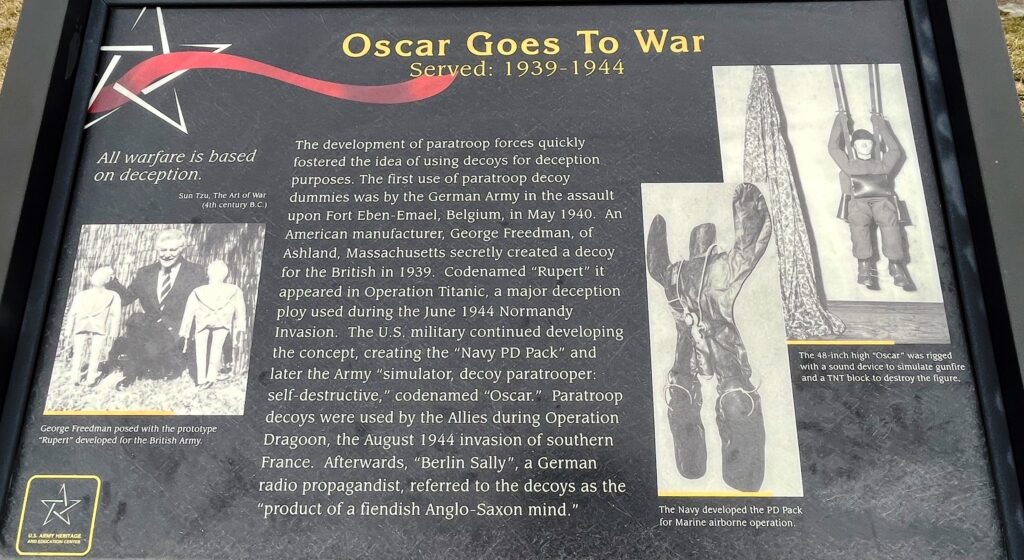 Oscar Goes To War
Served: 1939-1944
All warfare is based
on deception.
Sun Tzu, The Art of War
(4th century B.C.)
The development of paratroop forces quickly
fostered the idea of using decoys for deception
purposes. The first use of paratroop decoy
dummies was by the German Army in the assault
upon Fort Eben-Emael, Belgium, in May 1940. An
American manufacturer, George Freedman, of
Ashland, Massachusetts secretly created a decoy
for the British in 1939. Codenamed “Rupert” it
appeared in Operation Titanic, a major deception
ploy used during the June 1944 Normandy
Invasion. The U.S. military continued developing
the concept, creating the “Navy PD Pack” and
later the Army “simulator, decoy paratrooper:
self-destructive,” codenamed “Oscar.” Paratroop
decoys were used by the Allies during Operation
Dragoon, the August 1944 invasion of southern
France. Afterwards, “Berlin Sally”, a German
radio propagandist, referred to the decoys as the
“product of a fiendish Anglo-Saxon mind.”
George Freedman posed with the prototype
“Rupert” developed for the British Army.
The 48-inch high “Oscar” was rigged
with a sound device to simulate gunfire
and a TNT block to destroy the figure.
The Navy developed the PD Pack
for Marine airborne operation.
U.S. ARMY HERITAGE
AND EDUCATION CENTER